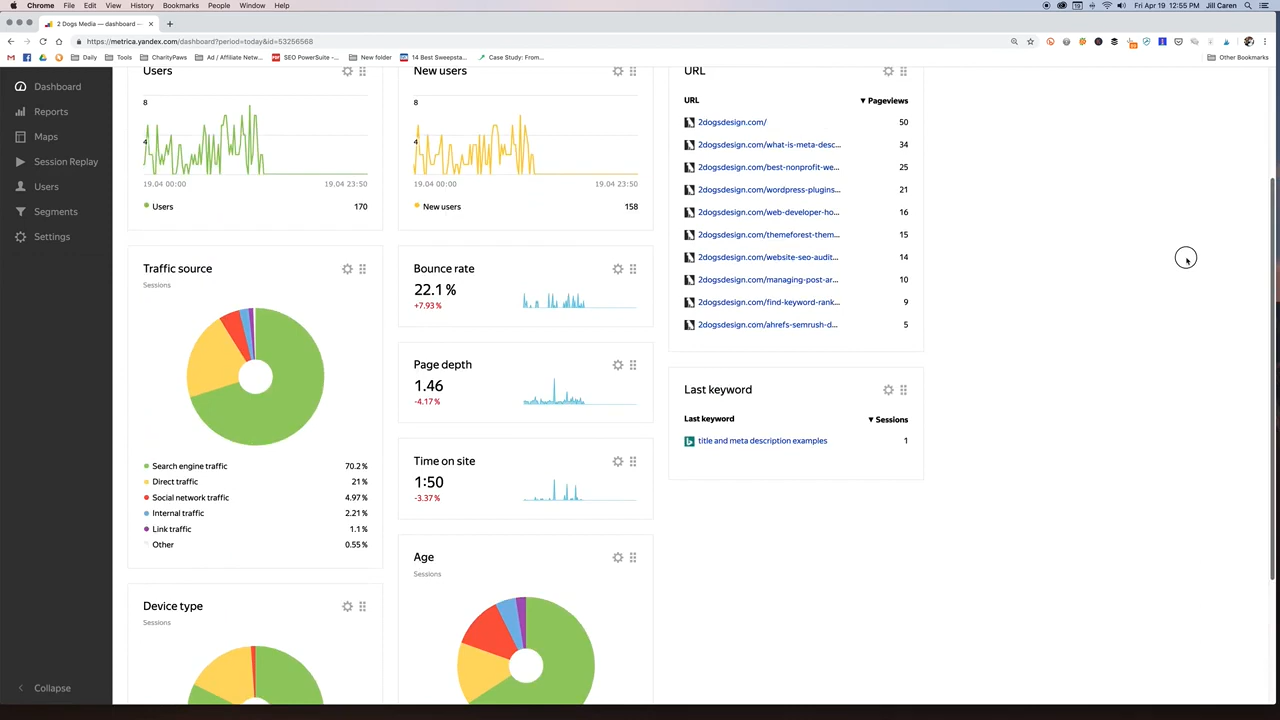 Chrome File Edit View History Bookmarks People Window Help
Fri Apr 19 12:55 PM Jill Caren
2 Dogs Media — dashboard —
https://metrica.yandex.com/dashboard?period=today&id=53256568
Daily Tools CharityPaws Ad / Affiliate Netw... SEO PowerSuite -... New folder 14 Best Sweepsta... Case Study: From...
Other Bookmarks
Dashboard
Reports
Maps
Session Replay
Users
Segments
Settings
Collapse
Users
8
4
19.04 00:00 19.04 23:50
Users 170
Traffic source
Sessions
Search engine traffic 70.2 %
Direct traffic 21 %
Social network traffic 4.97 %
Internal traffic 2.21 %
Link traffic 1.1 %
Other 0.55 %
Device type
Sessions
New users
8
4
19.04 00:00 19.04 23:50
New users 158
Bounce rate
22.1 %
+7.93 %
Page depth
1.46
-4.17 %
Time on site
1:50
-3.37 %
Age
Sessions
URL
URL ▼ Pageviews
2dogsdesign.com/ 50
2dogsdesign.com/what-is-meta-desc... 34
2dogsdesign.com/best-nonprofit-we... 25
2dogsdesign.com/wordpress-plugins... 21
2dogsdesign.com/web-developer-ho... 16
2dogsdesign.com/themeforest-them... 15
2dogsdesign.com/website-seo-audit... 14
2dogsdesign.com/managing-post-ar... 10
2dogsdesign.com/find-keyword-rank... 9
2dogsdesign.com/ahrefs-semrush-d... 5
Last keyword
Last keyword ▼ Sessions
title and meta description examples 1